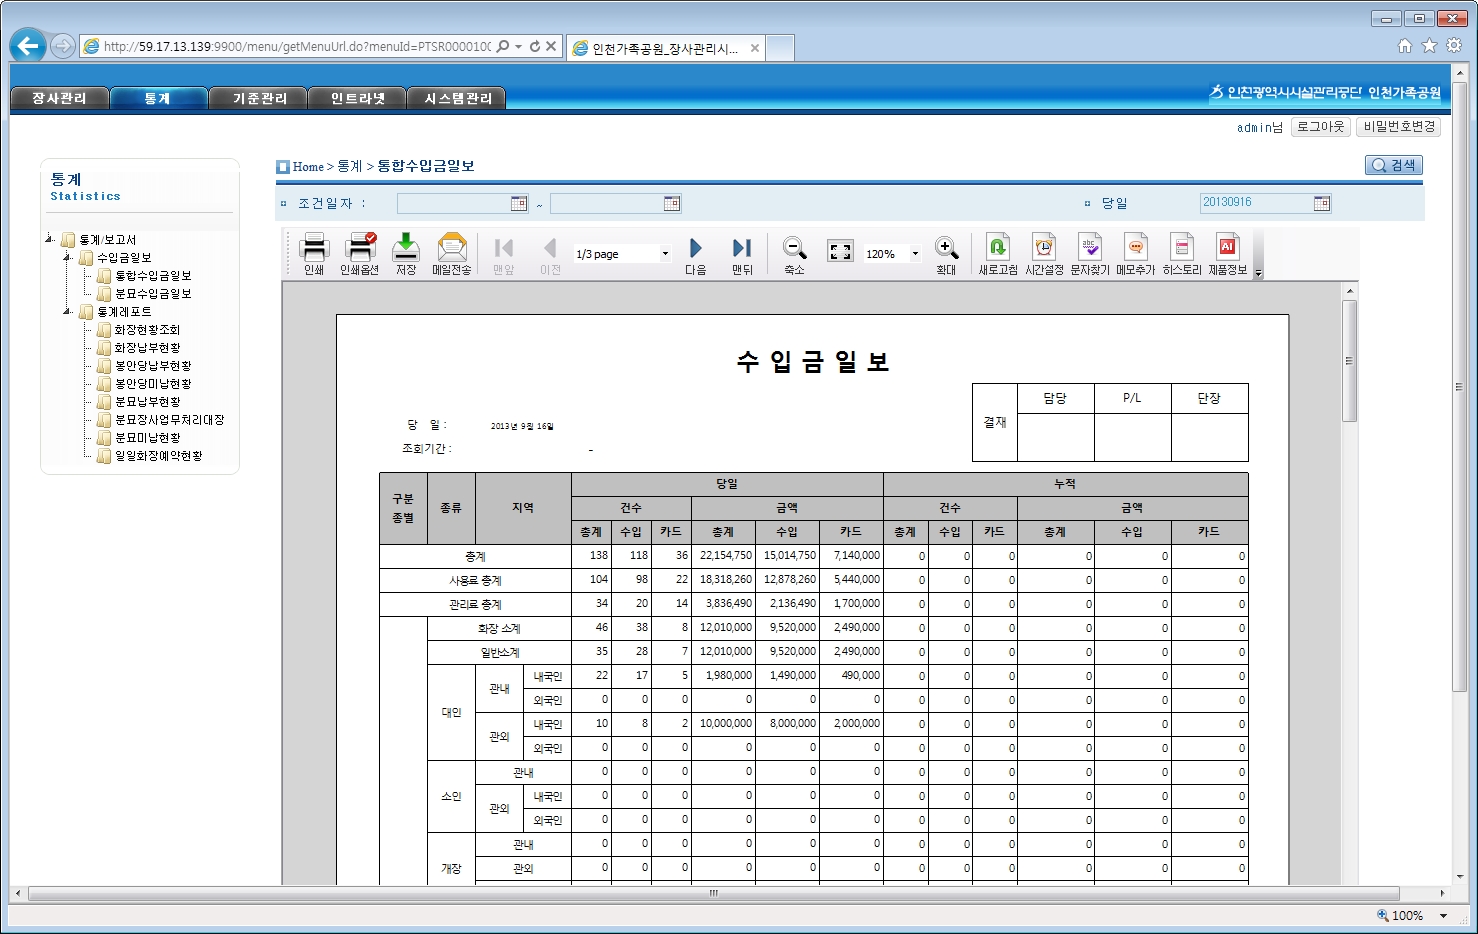 http://59.17.13.139:9900/menu/getMenuUrl.do?menuId=PTSR0000100
인천가족공원_장사관리시...
장사관리 통계 기준관리 인트라넷 시스템관리
인천광역시시설관리공단 인천가족공원
admin님 로그아웃 비밀번호변경
통계
Statistics
통계/보고서
수입금일보
통합수입금일보
분묘수입금일보
통계레포트
화장현황조회
화장납부현황
봉안당납부현황
봉안당미납현황
분묘납부현황
분묘장사업무처리대장
분묘미납현황
일일화장예약현황
Home > 통계 > 통합수입금일보
검색
조건일자 : ~ 당일 20130916
1/3 page 120%
인쇄 인쇄옵션 저장 메일전송 맨앞 이전 다음 맨뒤 축소 확대 새로고침 시간설정 문자찾기 메모추가 히스토리 제품정보
수 입 금 일 보
결재 담당 P/L 단장
당 일 : 2013년 9월 16일
조회기간 : -
구분 종별 종류 지역 당일 누적
건수 금액 건수 금액
총계 수입 카드 총계 수입 카드 총계 수입 카드 총계 수입 카드
총계 138 118 36 22,154,750 15,014,750 7,140,000 0 0 0 0 0 0
사용료 총계 104 98 22 18,318,260 12,878,260 5,440,000 0 0 0 0 0 0
관리료 총계 34 20 14 3,836,490 2,136,490 1,700,000 0 0 0 0 0 0
화장 소계 46 38 8 12,010,000 9,520,000 2,490,000 0 0 0 0 0 0
일반소계 35 28 7 12,010,000 9,520,000 2,490,000 0 0 0 0 0 0
대인 관내 내국인 22 17 5 1,980,000 1,490,000 490,000 0 0 0 0 0 0
외국인 0 0 0 0 0 0 0 0 0 0 0 0
관외 내국인 10 8 2 10,000,000 8,000,000 2,000,000 0 0 0 0 0 0
외국인 0 0 0 0 0 0 0 0 0 0 0 0
소인 관내 0 0 0 0 0 0 0 0 0 0 0 0
관외 내국인 0 0 0 0 0 0 0 0 0 0 0 0
외국인 0 0 0 0 0 0 0 0 0 0 0 0
개장 관내 0 0 0 0 0 0 0 0 0 0 0 0
관외 0 0 0 0 0 0 0 0 0 0 0 0
100%